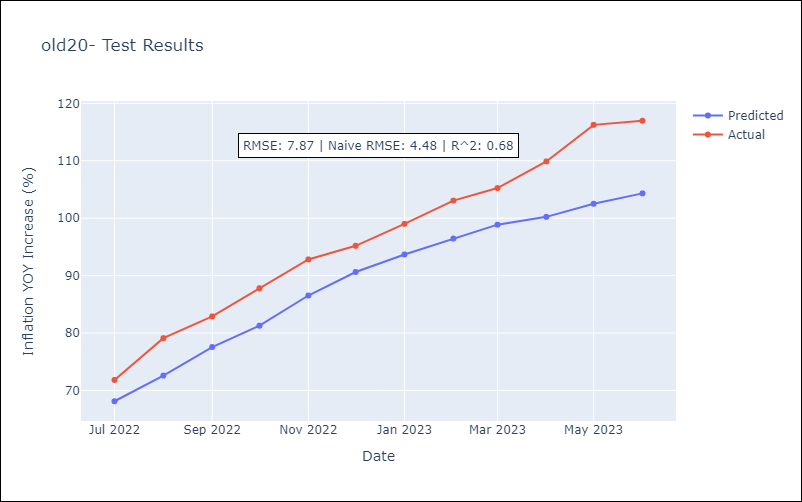 old20- Test Results
120
110
100
90
80
70
Inflation YOY Increase (%)
RMSE: 7.87 | Naive RMSE: 4.48 | R^2: 0.68
Predicted
Actual
Jul 2022 Sep 2022 Nov 2022 Jan 2023 Mar 2023 May 2023
Date